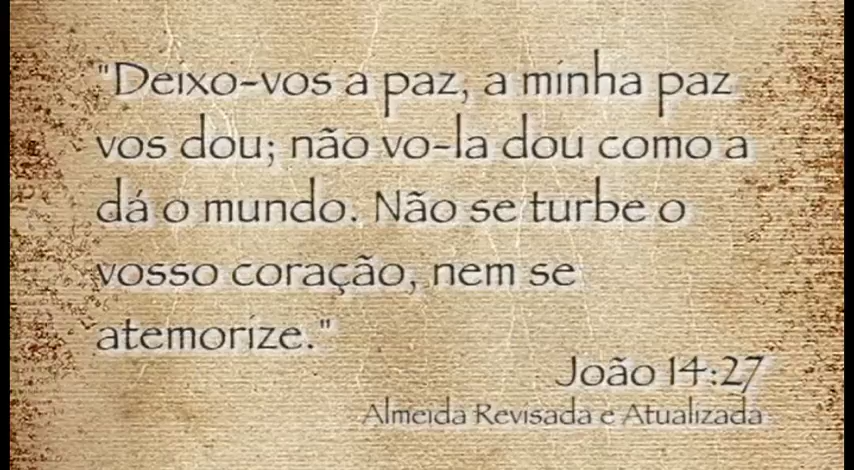 "Deixo-vos a paz, a minha paz
vos dou; não vo-la dou como a
dá o mundo. Não se turbe o
vosso coração, nem se
atemorize."
João 14:27
Almeida Revisada e Atualizada